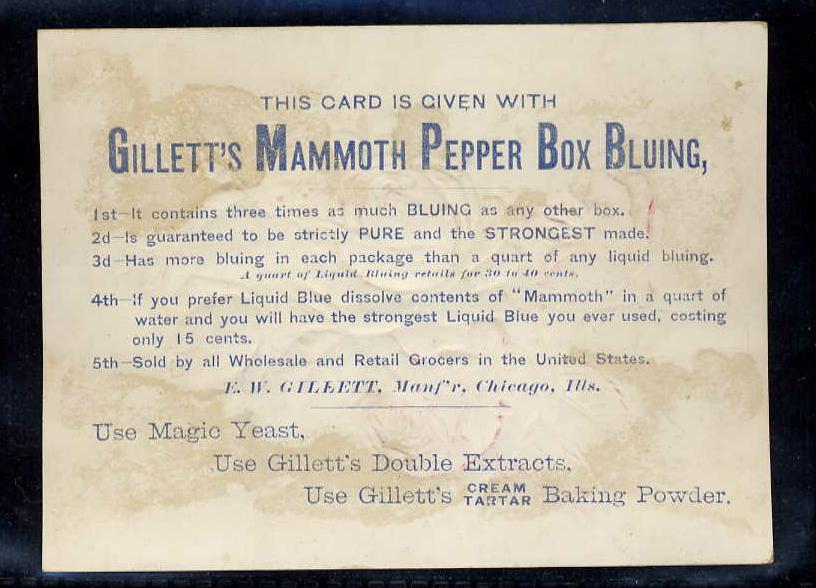 THIS CARD IS GIVEN WITH
GILLETT'S MAMMOTH PEPPER BOX BLUING,
1st—It contains three times as much BLUING as any other box.
2d—Is guaranteed to be strictly PURE and the STRONGEST made.
3d—Has more bluing in each package than a quart of any liquid bluing.
A quart of Liquid Bluing retails for 30 to 40 cents.
4th—If you prefer Liquid Blue dissolve contents of "Mammoth" in a quart of
water and you will have the strongest Liquid Blue you ever used, costing
only 15 cents.
5th—Sold by all Wholesale and Retail Grocers in the United States.
E. W. GILLETT, Manf'r, Chicago, Ills.
Use Magic Yeast,
Use Gillett's Double Extracts,
Use Gillett's CREAM TARTAR Baking Powder.